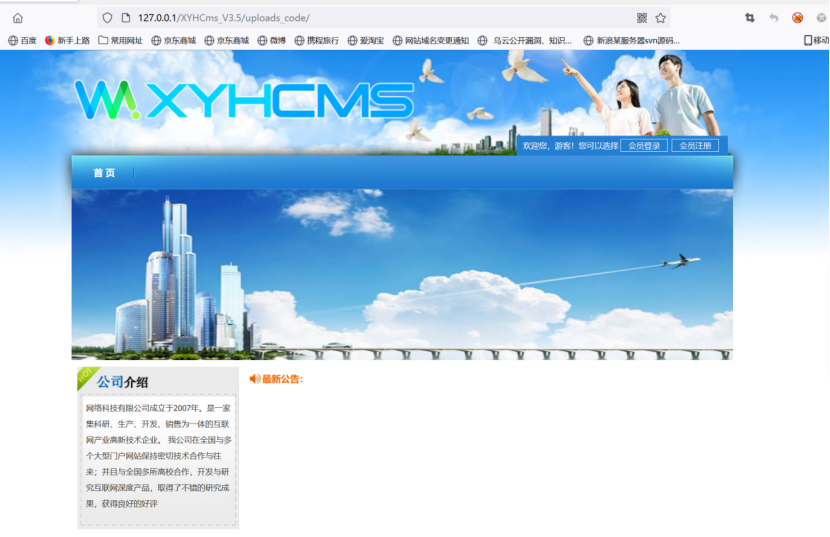 127.0.0.1/XYHCms_V3.5/uploads_code/
百度 新手上路 常用网址 京东商城 京东商城 微博 携程旅行 爱淘宝 网站域名变更通知 乌云公开漏洞、知识... 新浪某服务器svn源码... 移动
XYHCMS
欢迎您，游客！您可以选择 会员登录 会员注册
首 页
HOT
公司介绍
网络科技有限公司成立于2007年。是一家
集科研、生产、开发、销售为一体的互联
网产业高新技术企业。 我公司在全国与多
个大型门户网站保持密切技术合作与往
来；并且与全国多所高校合作，开发与研
究互联网深度产品，取得了不错的研究成
果，获得良好的好评
最新公告：